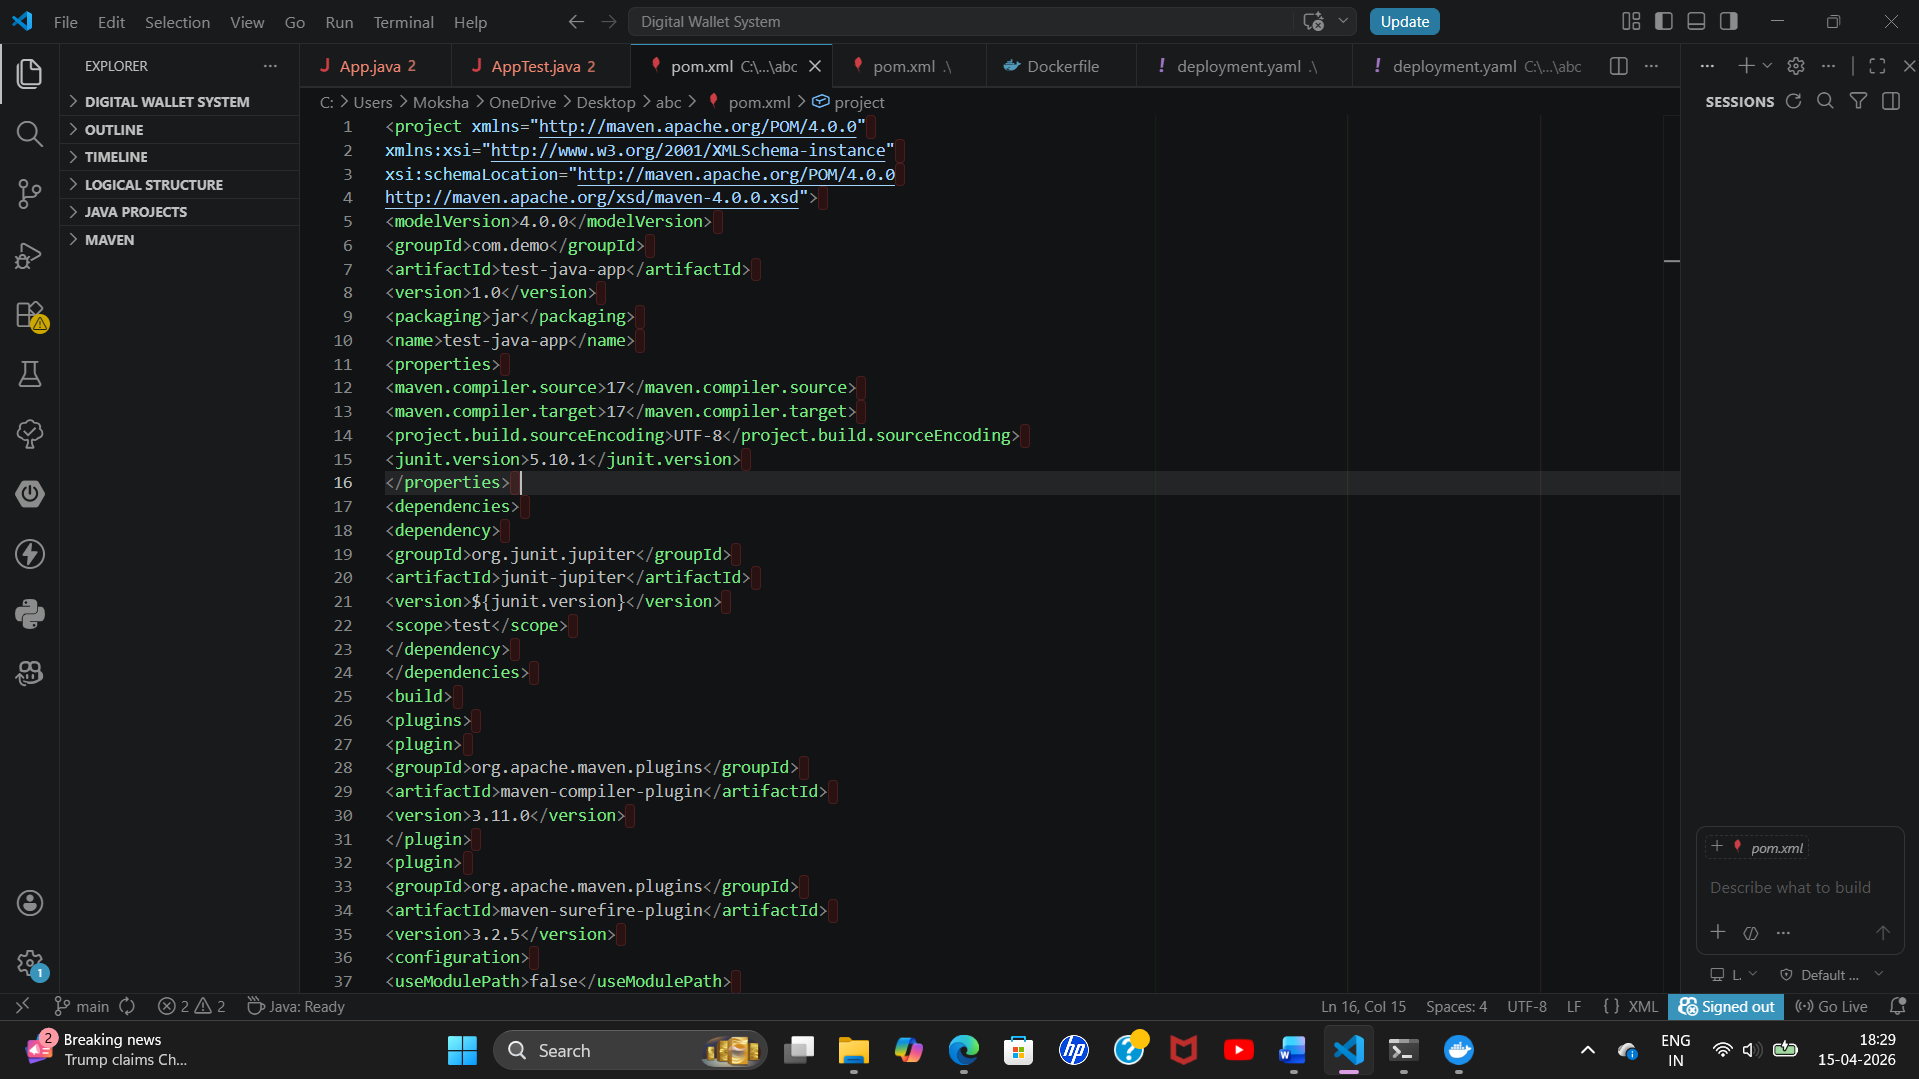 File Edit Selection View Go Run Terminal Help
Digital Wallet System
Update
EXPLORER
DIGITAL WALLET SYSTEM
OUTLINE
TIMELINE
LOGICAL STRUCTURE
JAVA PROJECTS
MAVEN
App.java 2
AppTest.java 2
pom.xml C:\...\abc
pom.xml .\
Dockerfile
deployment.yaml .\
deployment.yaml C:\...\abc
C: > Users > Moksha > OneDrive > Desktop > abc > pom.xml > project
1 <project xmlns="http://maven.apache.org/POM/4.0.0"
2 xmlns:xsi="http://www.w3.org/2001/XMLSchema-instance"
3 xsi:schemaLocation="http://maven.apache.org/POM/4.0.0
4 http://maven.apache.org/xsd/maven-4.0.0.xsd">
5 <modelVersion>4.0.0</modelVersion>
6 <groupId>com.demo</groupId>
7 <artifactId>test-java-app</artifactId>
8 <version>1.0</version>
9 <packaging>jar</packaging>
10 <name>test-java-app</name>
11 <properties>
12 <maven.compiler.source>17</maven.compiler.source>
13 <maven.compiler.target>17</maven.compiler.target>
14 <project.build.sourceEncoding>UTF-8</project.build.sourceEncoding>
15 <junit.version>5.10.1</junit.version>
16 </properties>
17 <dependencies>
18 <dependency>
19 <groupId>org.junit.jupiter</groupId>
20 <artifactId>junit-jupiter</artifactId>
21 <version>${junit.version}</version>
22 <scope>test</scope>
23 </dependency>
24 </dependencies>
25 <build>
26 <plugins>
27 <plugin>
28 <groupId>org.apache.maven.plugins</groupId>
29 <artifactId>maven-compiler-plugin</artifactId>
30 <version>3.11.0</version>
31 </plugin>
32 <plugin>
33 <groupId>org.apache.maven.plugins</groupId>
34 <artifactId>maven-surefire-plugin</artifactId>
35 <version>3.2.5</version>
36 <configuration>
37 <useModulePath>false</useModulePath>
SESSIONS
pom.xml
Describe what to build
L.
Default ...
1
main
2
2
Java: Ready
Ln 16, Col 15
Spaces: 4
UTF-8
LF
{ } XML
Signed out
Go Live
2
Breaking news
Trump claims Ch...
Search
ENG
IN
18:29
15-04-2026